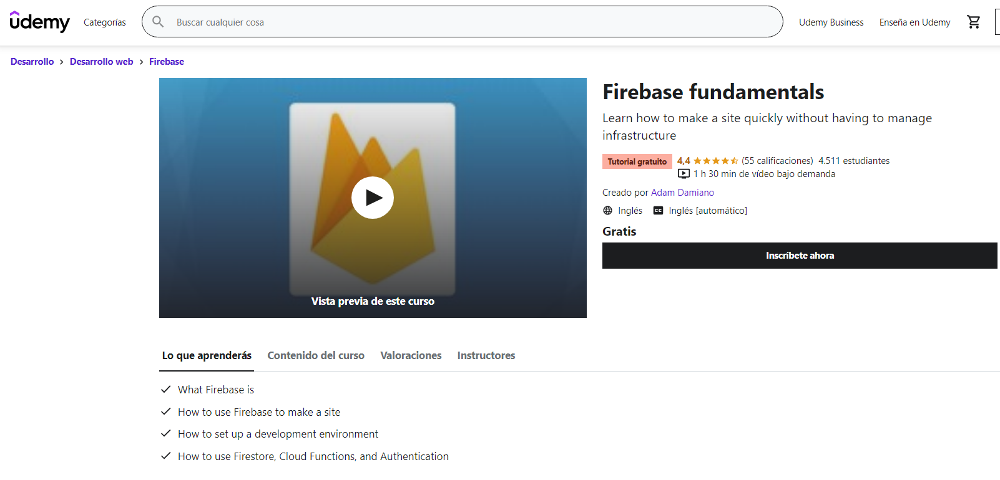 udemy Categorías Buscar cualquier cosa Udemy Business Enseña en Udemy
Desarrollo > Desarrollo web > Firebase
Vista previa de este curso
Firebase fundamentals
Learn how to make a site quickly without having to manage
infrastructure
Tutorial gratuito 4,4 (55 calificaciones) 4.511 estudiantes
1 h 30 min de vídeo bajo demanda
Creado por Adam Damiano
Inglés CC Inglés [automático]
Gratis
Inscríbete ahora
Lo que aprenderás Contenido del curso Valoraciones Instructores
What Firebase is
How to use Firebase to make a site
How to set up a development environment
How to use Firestore, Cloud Functions, and Authentication